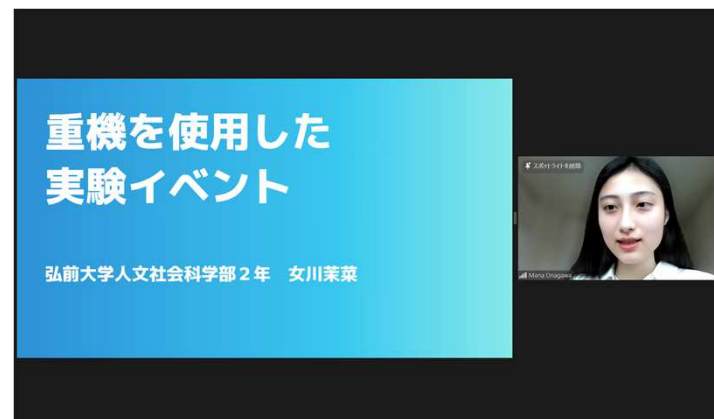 重機を使用した
実験イベント
弘前大学人文社会科学部２年　女川茉菜
スポットライトを削除
Mana Onagawa